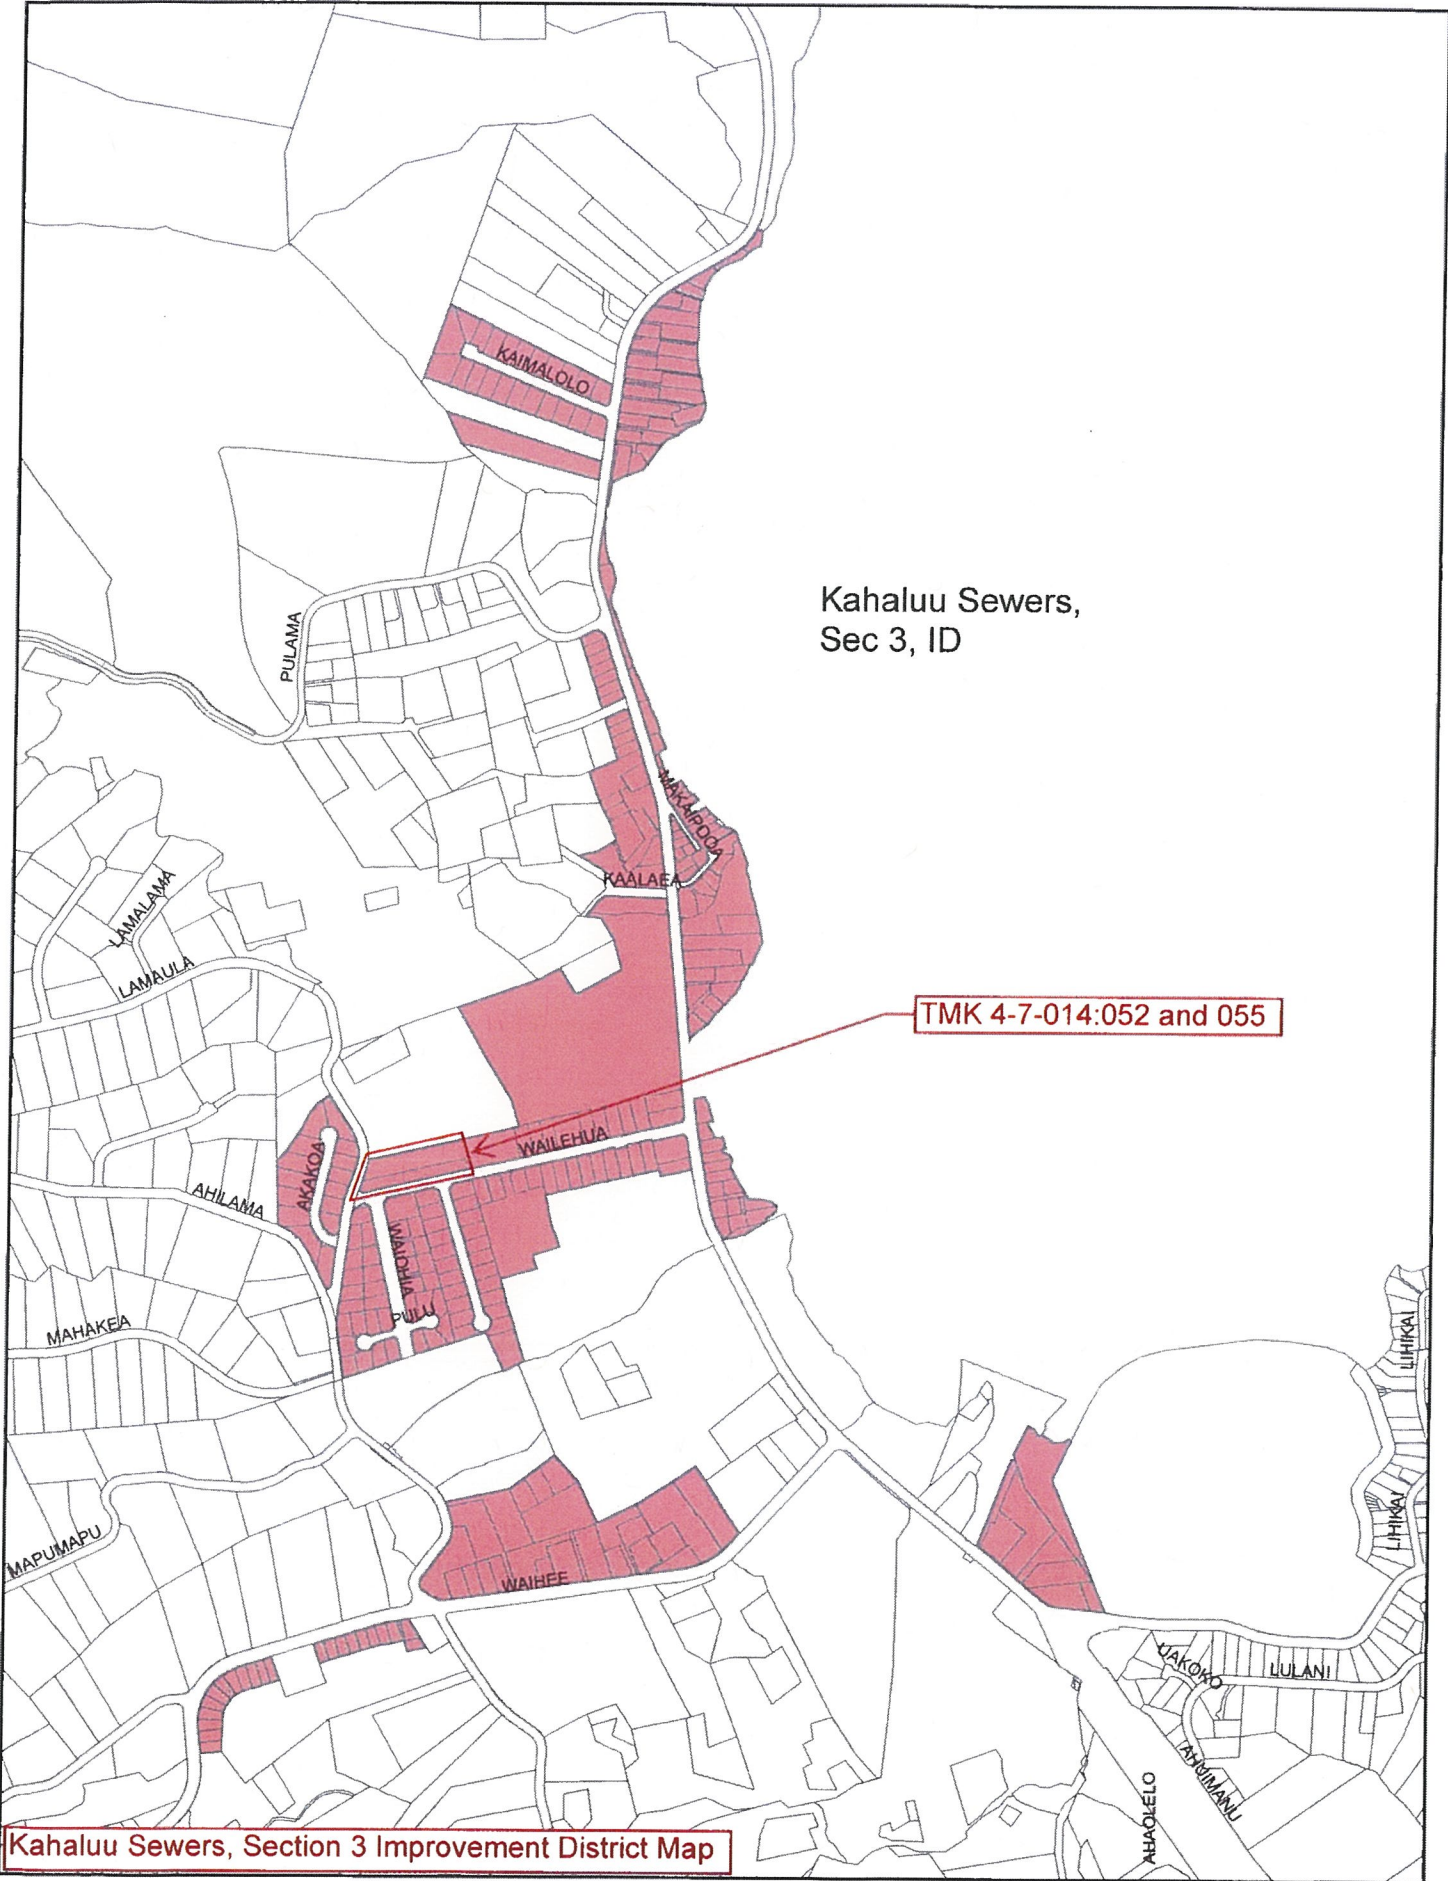 KAIMALOLO
Kahaluu Sewers,
Sec 3, ID
PULAMA
MAKAIPOOA
KAALAEA
LAMALAMA
LAMAULA
TMK 4-7-014:052 and 055
WAILEHUA
AKAKOA
AHILAMA
WAIOHIA
PULU
MAHAKEA
LIHIKAI
LIHIKAI
MAPUMAPU
WAIHEE
UAKOKO
LULANI
AHUIMANU
AHAOLELO
Kahaluu Sewers, Section 3 Improvement District Map